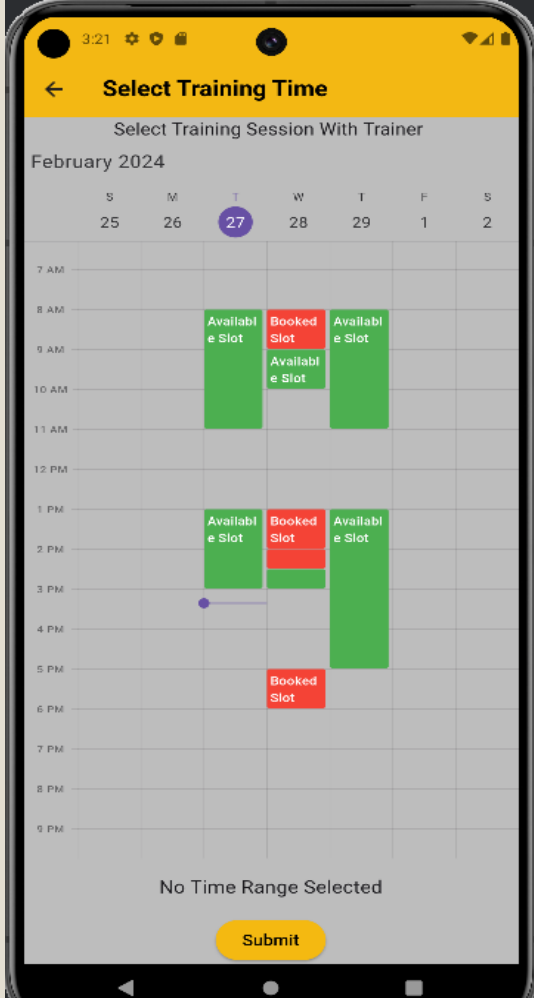 3:21
Select Training Time
Select Training Session With Trainer
February 2024
S M T W T F S
25 26 27 28 29 1 2
7 AM
8 AM
Availabl Booked Availabl
e Slot Slot e Slot
9 AM
Availabl
e Slot
10 AM
11 AM
12 PM
1 PM
Availabl Booked Availabl
e Slot Slot e Slot
2 PM
3 PM
4 PM
5 PM
Booked
Slot
6 PM
7 PM
8 PM
9 PM
No Time Range Selected
Submit